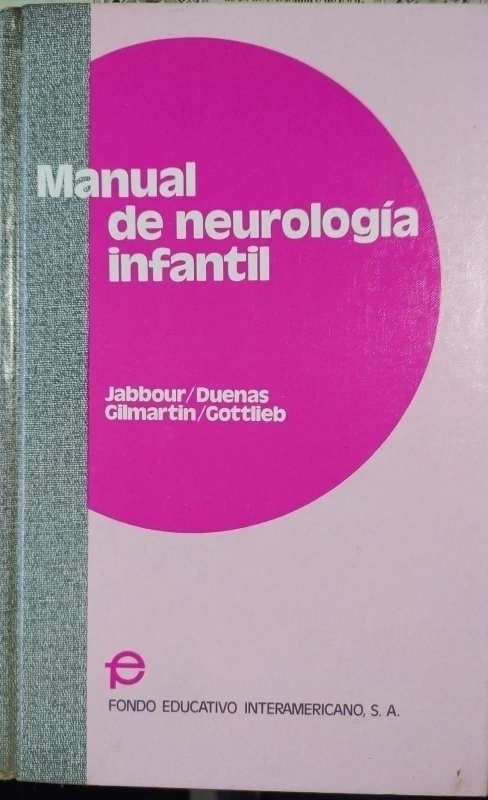 Manual
de neurología
infantil
Jabbour/Duenas
Gilmartin/Gottlieb
FONDO EDUCATIVO INTERAMERICANO, S. A.